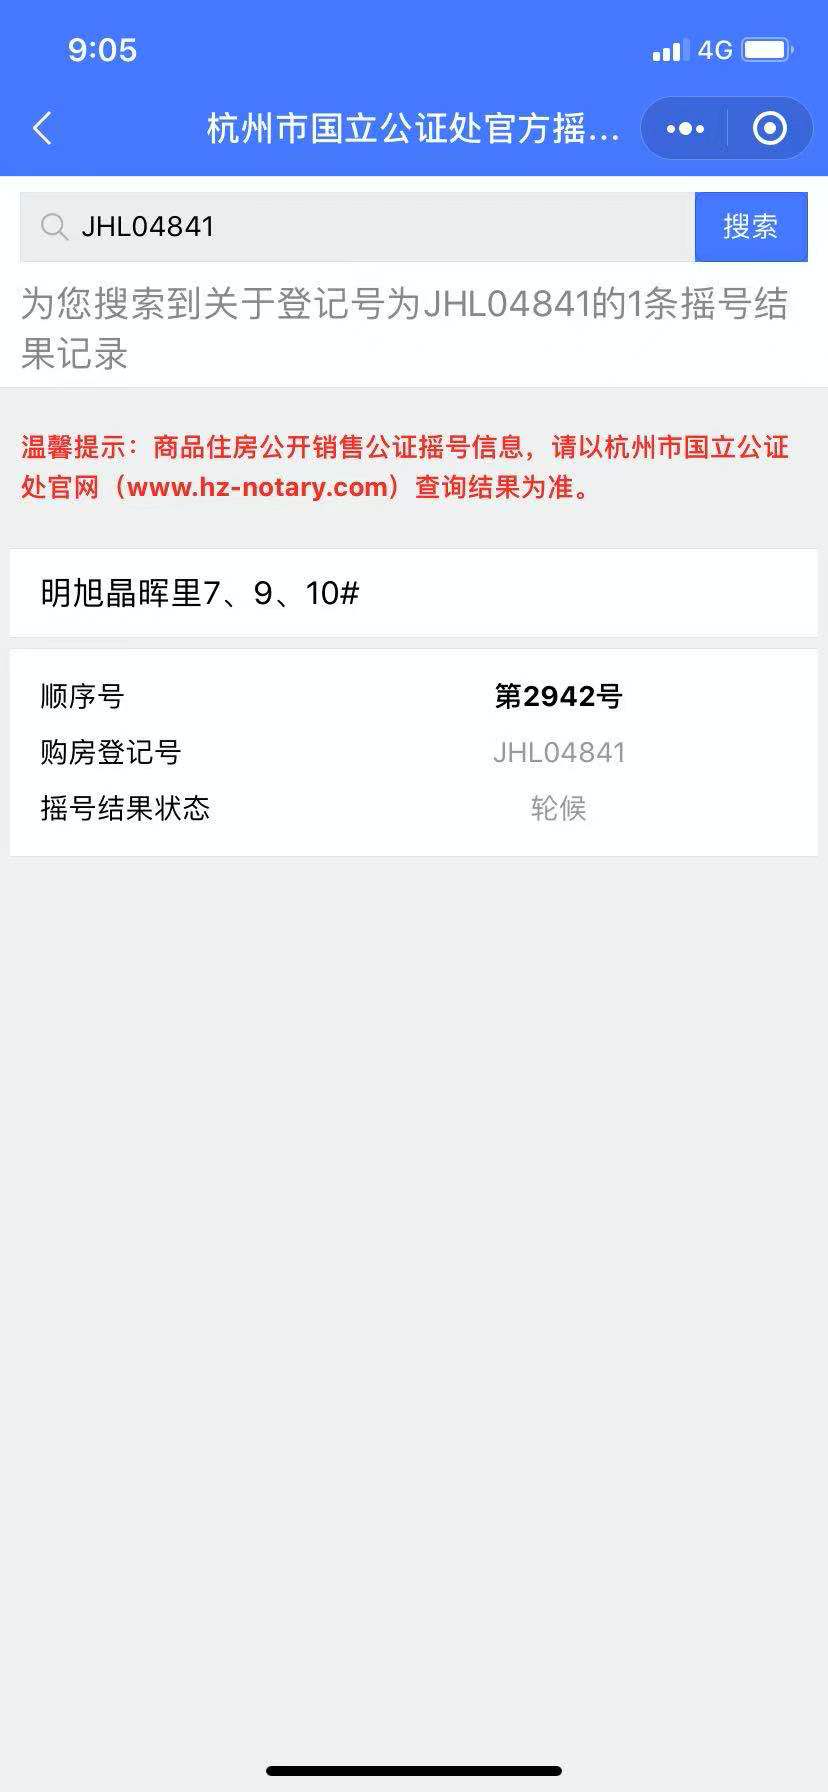 9:05
4G
杭州市国立公证处官方摇...
JHL04841
搜索
为您搜索到关于登记号为JHL04841的1条摇号结
果记录
温馨提示：商品住房公开销售公证摇号信息，请以杭州市国立公证
处官网（www.hz-notary.com）查询结果为准。
明旭晶晖里7、9、10#
顺序号 第2942号
购房登记号 JHL04841
摇号结果状态 轮候